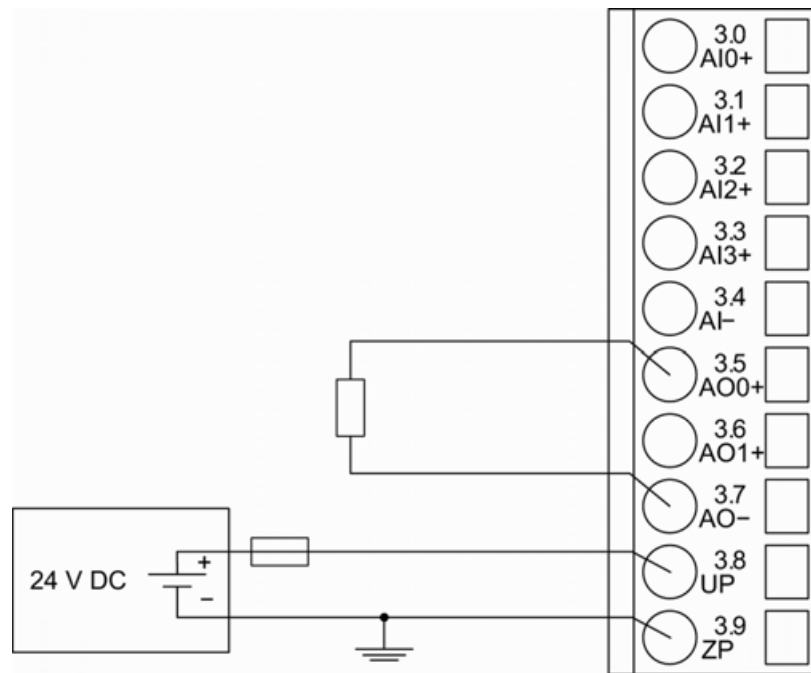 3.0
AI0+
3.1
AI1+
3.2
AI2+
3.3
AI3+
3.4
AI−
3.5
AO0+
3.6
AO1+
3.7
AO−
3.8
UP
3.9
ZP
24 V DC
+
−